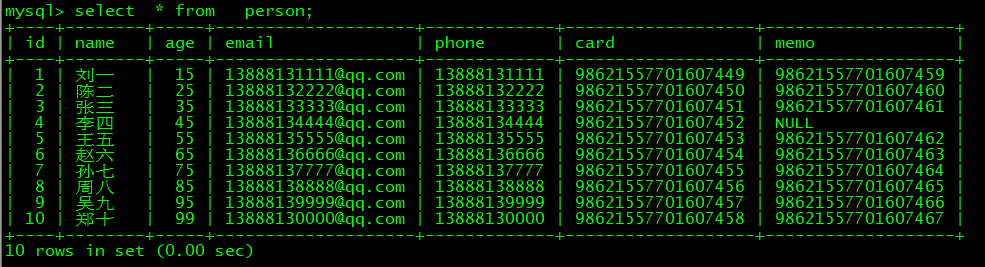 mysql> select  * from   person;
+----+--------+-----+--------------------+-------------+-------------------+-------------------+
| id | name   | age | email              | phone       | card              | memo              |
+----+--------+-----+--------------------+-------------+-------------------+-------------------+
|  1 | 刘一   |  15 | 13888131111@qq.com | 13888131111 | 98621557701607449 | 98621557701607459 |
|  2 | 陈二   |  25 | 13888132222@qq.com | 13888132222 | 98621557701607450 | 98621557701607460 |
|  3 | 张三   |  35 | 13888133333@qq.com | 13888133333 | 98621557701607451 | 98621557701607461 |
|  4 | 李四   |  45 | 13888134444@qq.com | 13888134444 | 98621557701607452 | NULL              |
|  5 | 王五   |  55 | 13888135555@qq.com | 13888135555 | 98621557701607453 | 98621557701607462 |
|  6 | 赵六   |  65 | 13888136666@qq.com | 13888136666 | 98621557701607454 | 98621557701607463 |
|  7 | 孙七   |  75 | 13888137777@qq.com | 13888137777 | 98621557701607455 | 98621557701607464 |
|  8 | 周八   |  85 | 13888138888@qq.com | 13888138888 | 98621557701607456 | 98621557701607465 |
|  9 | 吴九   |  95 | 13888139999@qq.com | 13888139999 | 98621557701607457 | 98621557701607466 |
| 10 | 郑十   |  99 | 13888130000@qq.com | 13888130000 | 98621557701607458 | 98621557701607467 |
+----+--------+-----+--------------------+-------------+-------------------+-------------------+
10 rows in set (0.00 sec)